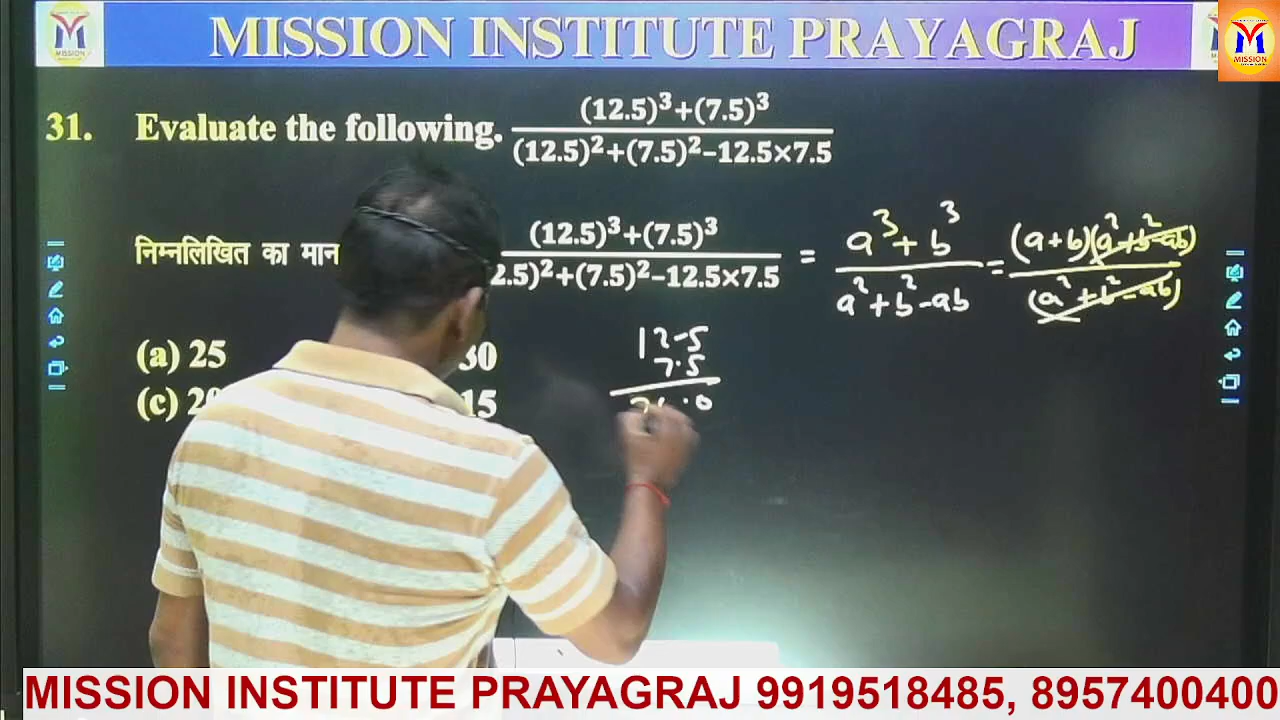 MISSION INSTITUTE PRAYAGRAJ
MISSION
MISSION
31. Evaluate the following. (12.5)³+(7.5)³ / (12.5)²+(7.5)²−12.5×7.5
निम्नलिखित का मान (12.5)³+(7.5)³ / 2.5)²+(7.5)²−12.5×7.5 = a³+b³ / a²+b²-ab = (a+b)(a²+b²-ab) / (a²+b²-ab)
12.5
7.5
(a) 25
(c)
15
MISSION INSTITUTE PRAYAGRAJ 9919518485, 8957400400